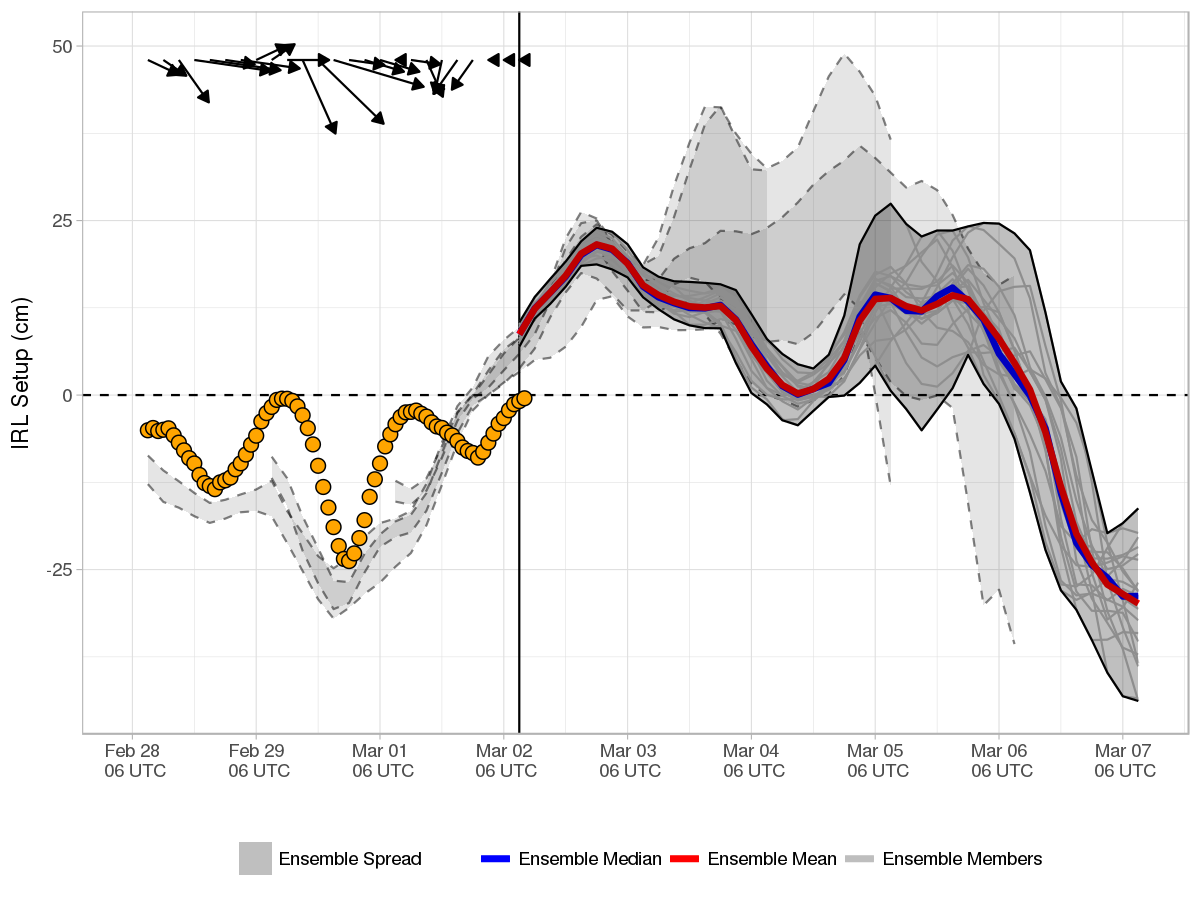 50
25
0
-25
IRL Setup (cm)
Feb 28
06 UTC
Feb 29
06 UTC
Mar 01
06 UTC
Mar 02
06 UTC
Mar 03
06 UTC
Mar 04
06 UTC
Mar 05
06 UTC
Mar 06
06 UTC
Mar 07
06 UTC
Ensemble Spread
Ensemble Median
Ensemble Mean
Ensemble Members